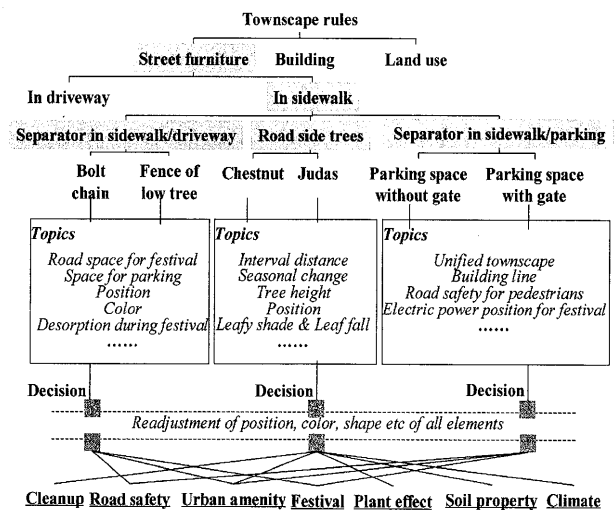 Townscape rules
Street furniture Building Land use
In driveway In sidewalk
Separator in sidewalk/driveway Road side trees Separator in sidewalk/parking
Bolt chain Fence of low tree Chestnut Judas Parking space without gate Parking space with gate
Topics
Road space for festival
Space for parking
Position
Color
Desorption during festival
......
Topics
Interval distance
Seasonal change
Tree height
Position
Leafy shade & Leaf fall
......
Topics
Unified townscape
Building line
Road safety for pedestrians
Electric power position for festival
......
Decision Decision Decision
Readjustment of position, color, shape etc of all elements
Cleanup Road safety Urban amenity Festival Plant effect Soil property Climate